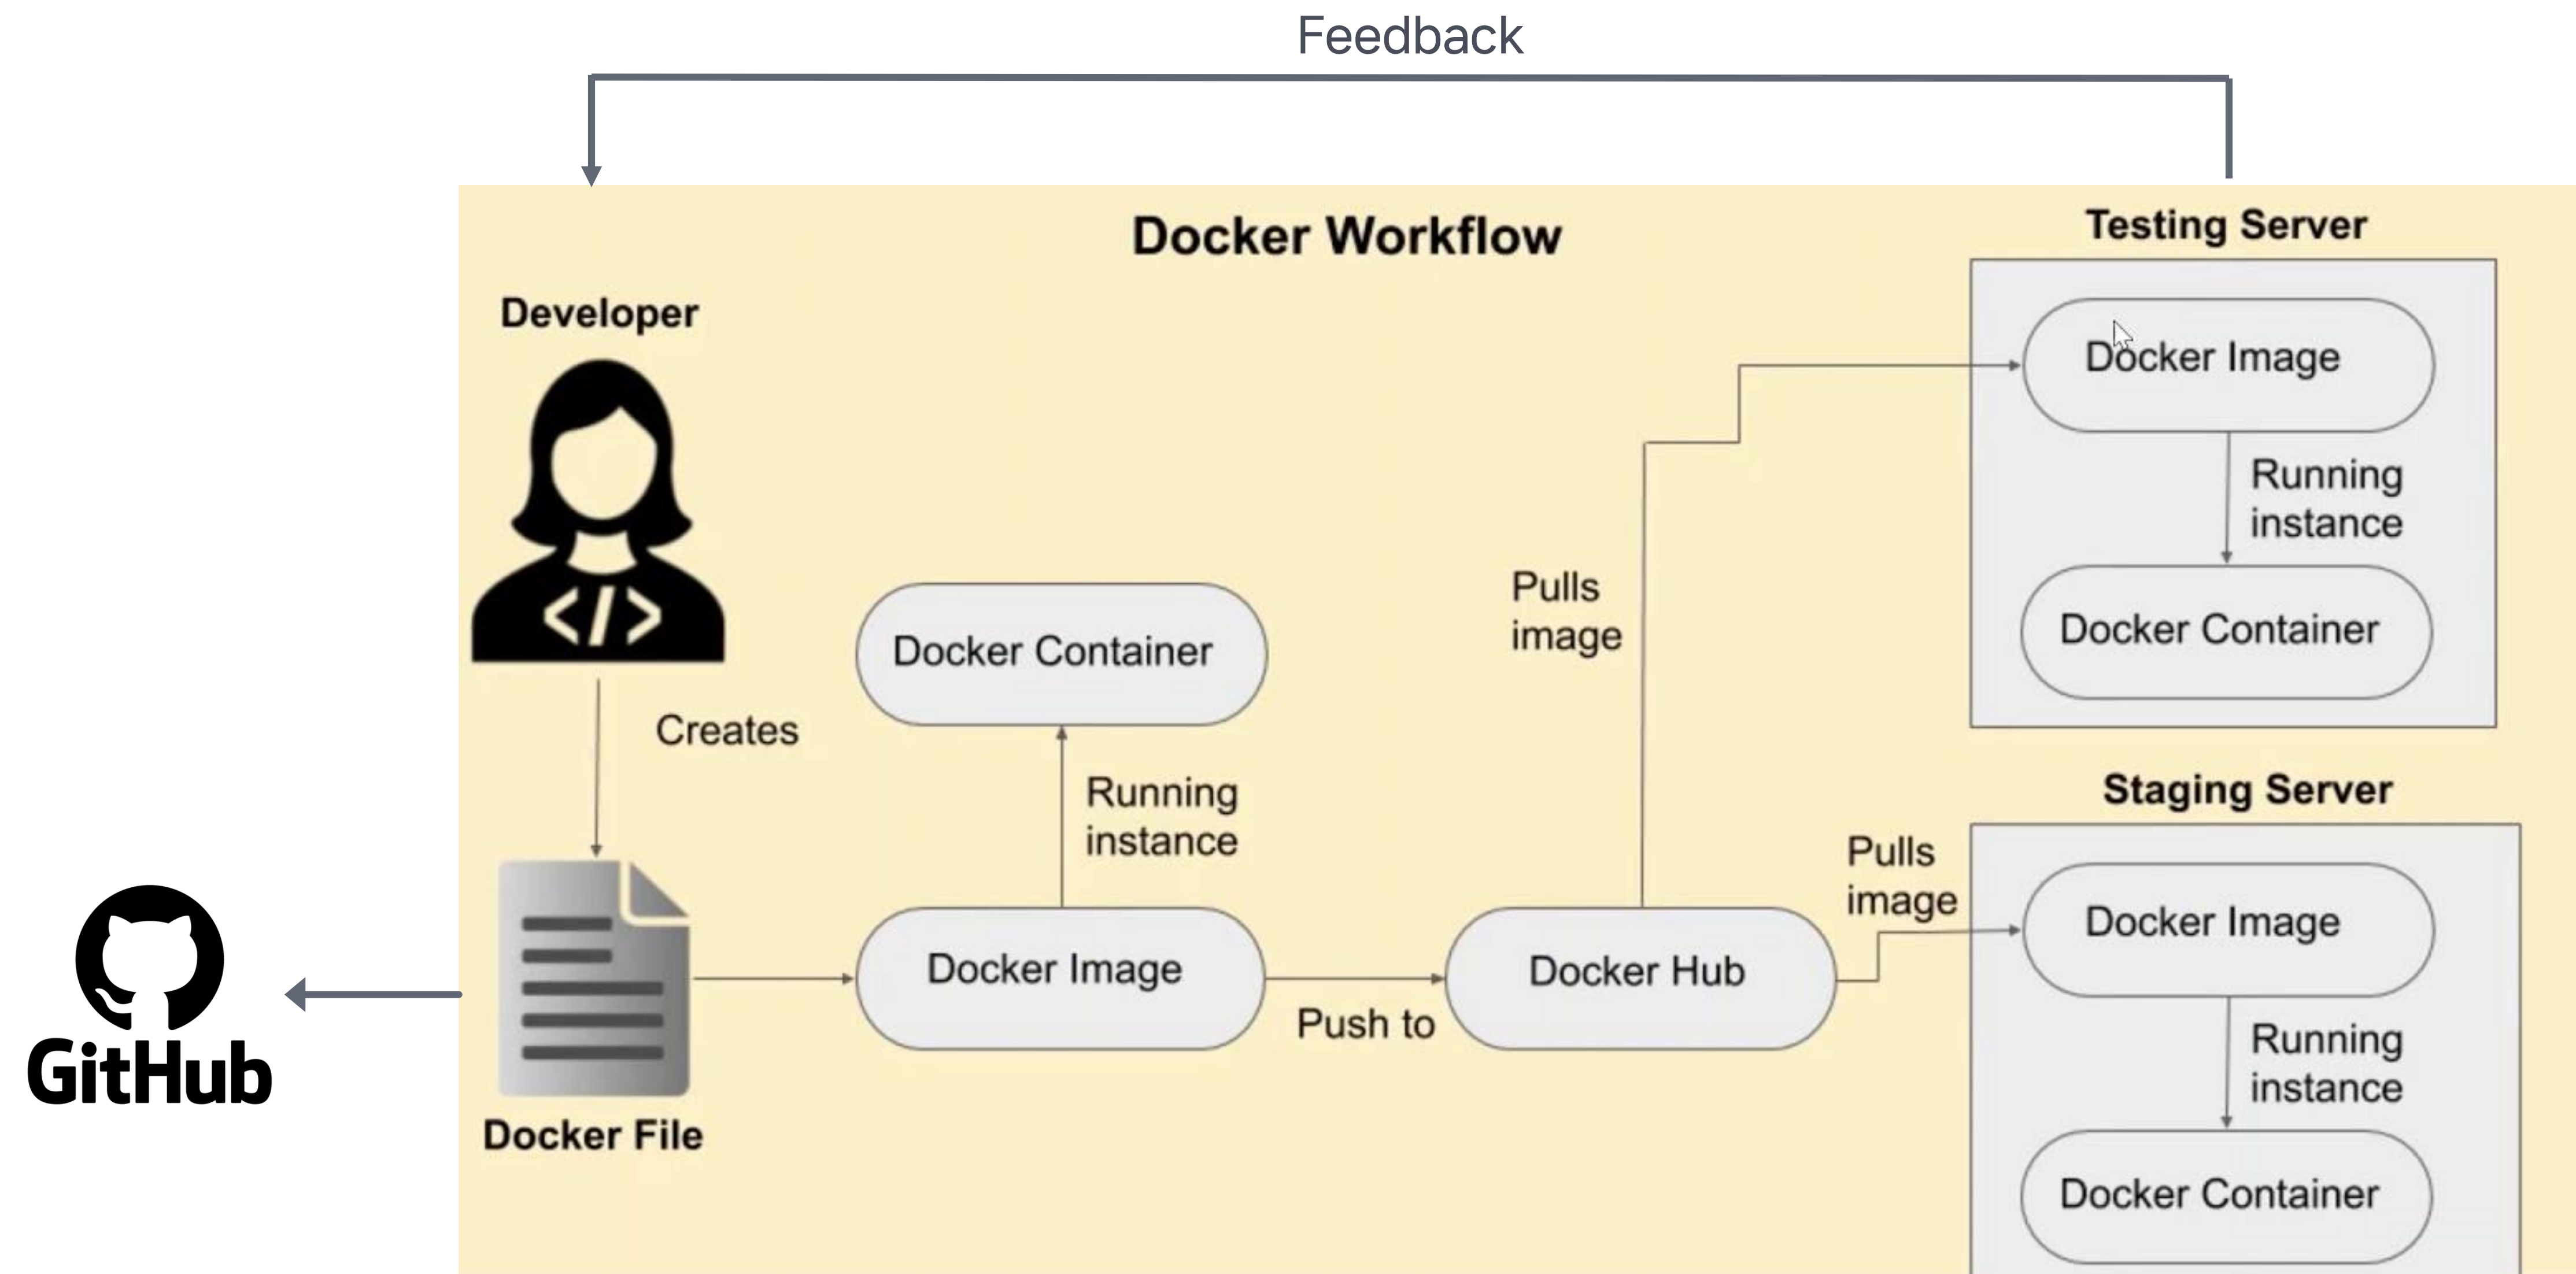 Feedback
Docker Workflow
Testing Server
Developer
</>
Docker Image
Running
instance
Docker Container
Pulls
image
Docker Container
Creates
Running
instance
Staging Server
Pulls
image
Docker Image
Docker Image
Push to
Docker Hub
Running
instance
Docker Container
GitHub
Docker File